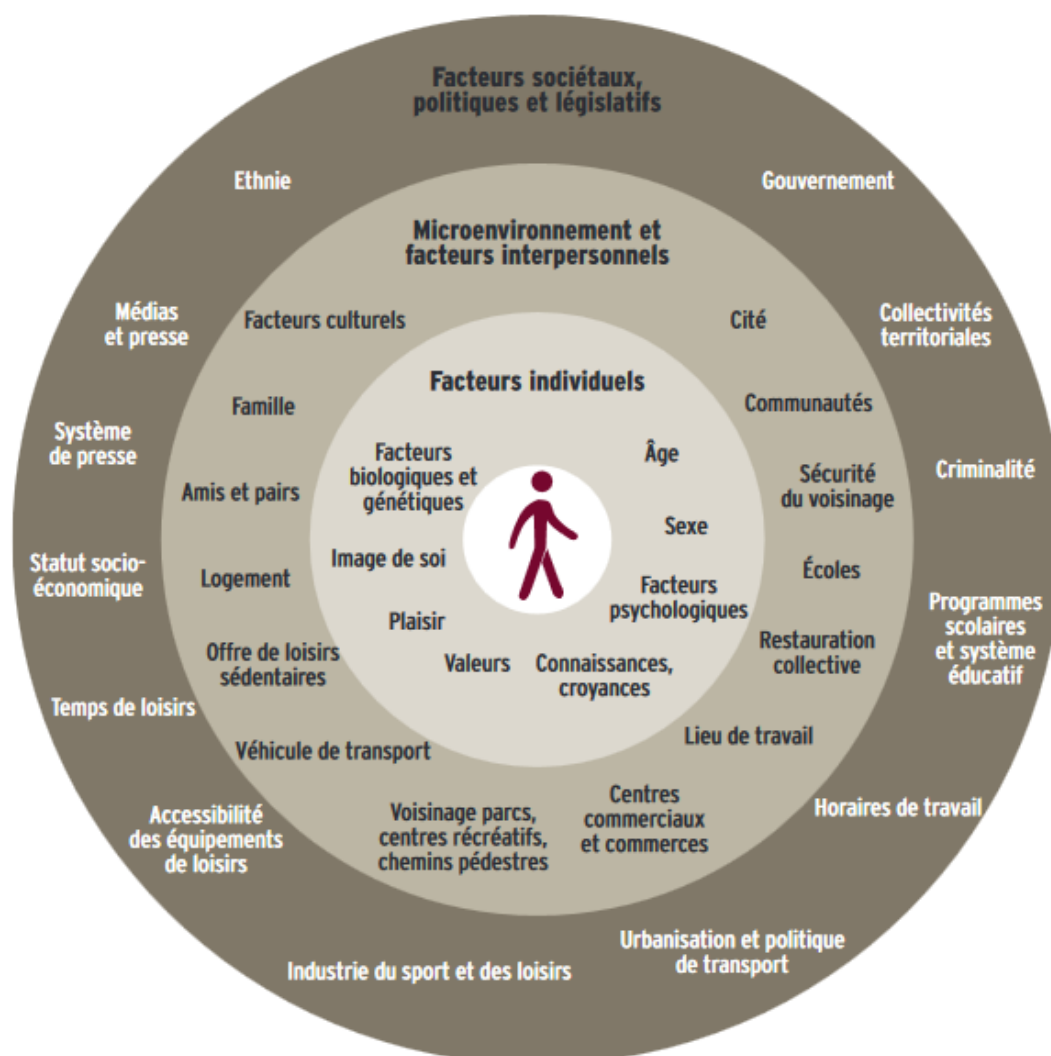 Facteurs sociétaux,
politiques et législatifs
Ethnie
Gouvernement
Microenvironnement et
facteurs interpersonnels
Médias
et presse
Facteurs culturels
Cité
Collectivités
territoriales
Facteurs individuels
Famille
Communautés
Système
de presse
Facteurs
biologiques et
génétiques
Âge
Amis et pairs
Sécurité
du voisinage
Criminalité
Sexe
Statut socio-
économique
Logement
Image de soi
Facteurs
psychologiques
Écoles
Programmes
scolaires
et système
éducatif
Plaisir
Valeurs
Connaissances,
croyances
Offre de loisirs
sédentaires
Restauration
collective
Temps de loisirs
Véhicule de transport
Lieu de travail
Accessibilité
des équipements
de loisirs
Voisinage parcs,
centres récréatifs,
chemins pédestres
Centres
commerciaux
et commerces
Horaires de travail
Industrie du sport et des loisirs
Urbanisation et politique
de transport